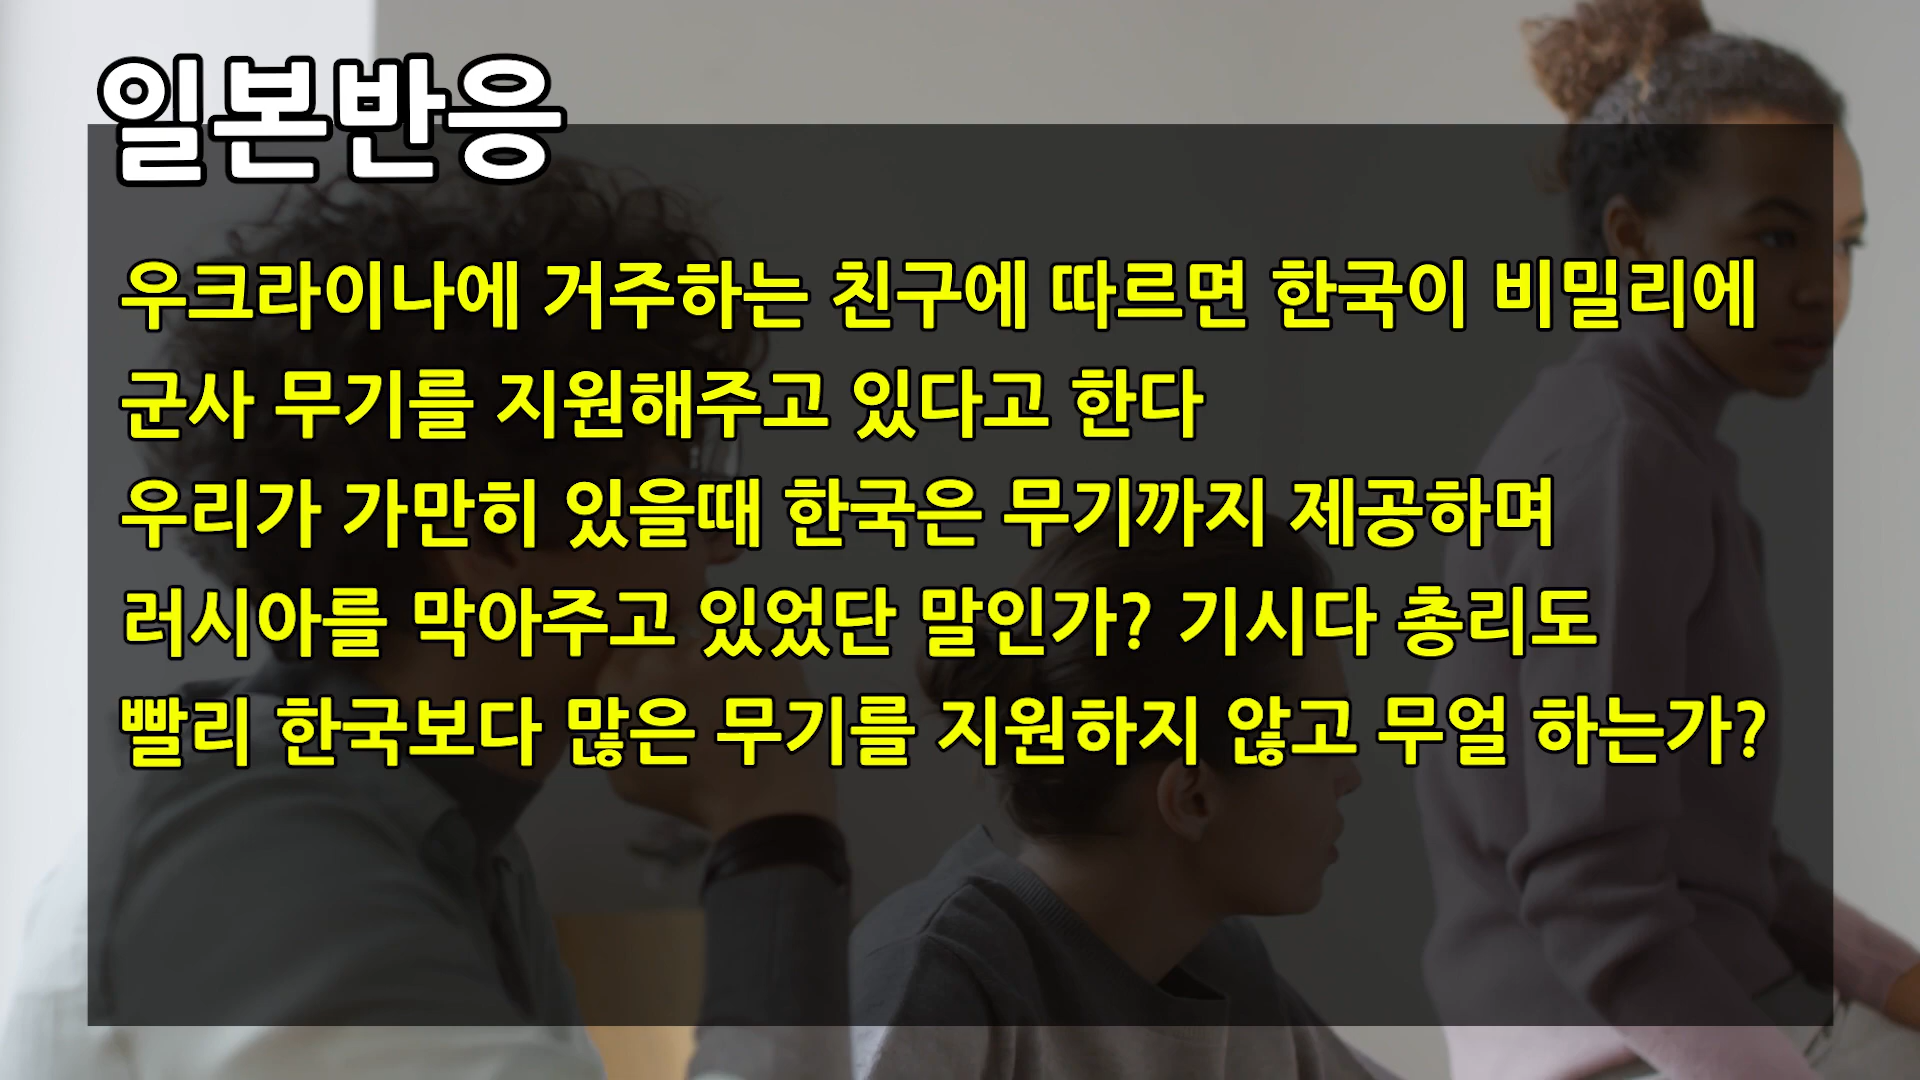 일본반응
우크라이나에 거주하는 친구에 따르면 한국이 비밀리에
군사 무기를 지원해주고 있다고 한다
우리가 가만히 있을때 한국은 무기까지 제공하며
러시아를 막아주고 있었단 말인가? 기시다 총리도
빨리 한국보다 많은 무기를 지원하지 않고 무얼 하는가?